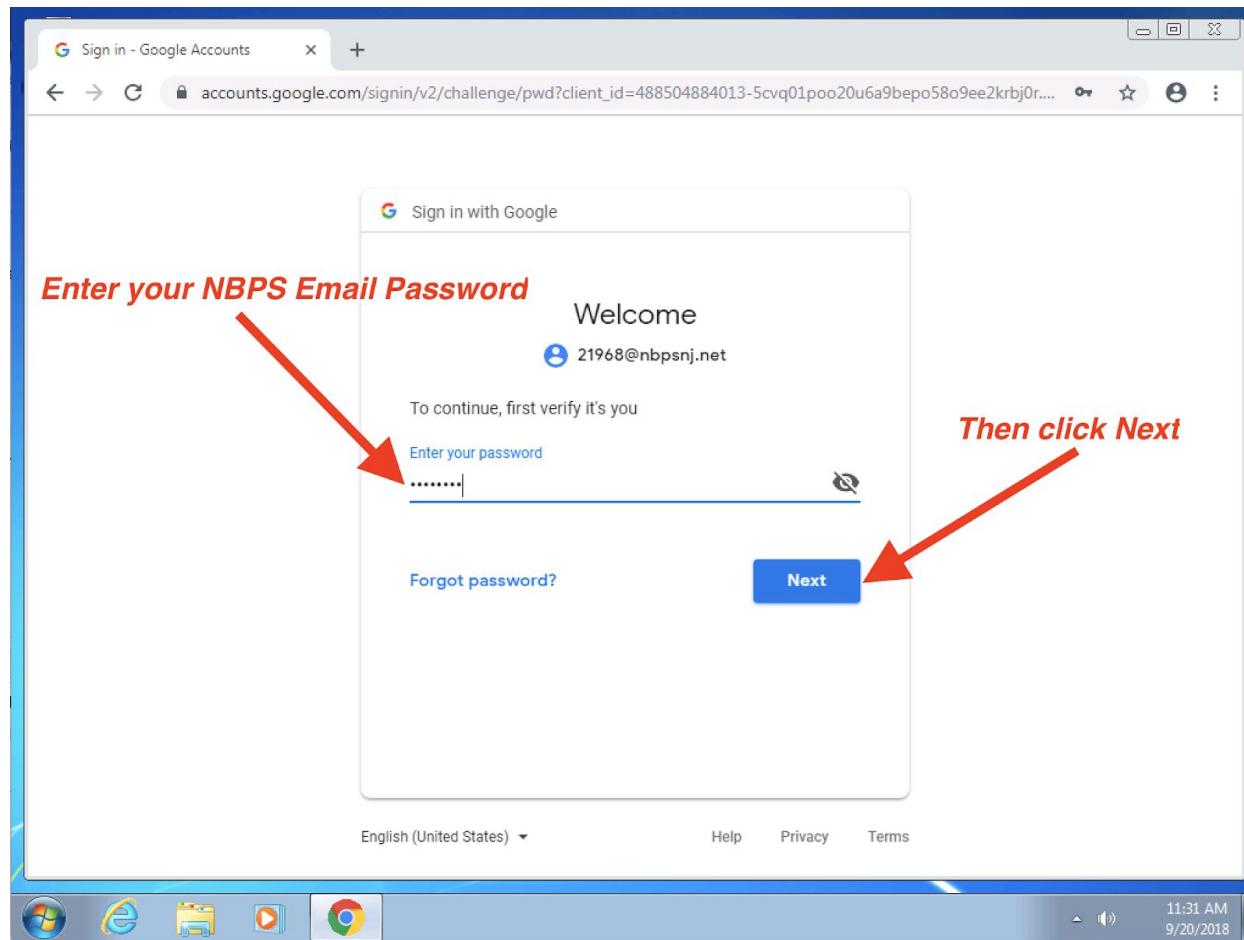 Sign in - Google Accounts
accounts.google.com/signin/v2/challenge/pwd?client_id=488504884013-5cvq01poo20u6a9bepo58o9ee2krbj0r....
Sign in with Google
Enter your NBPS Email Password
Welcome
21968@nbpsnj.net
To continue, first verify it's you
Then click Next
Enter your password
Forgot password?
Next
English (United States)
Help Privacy Terms
11:31 AM
9/20/2018